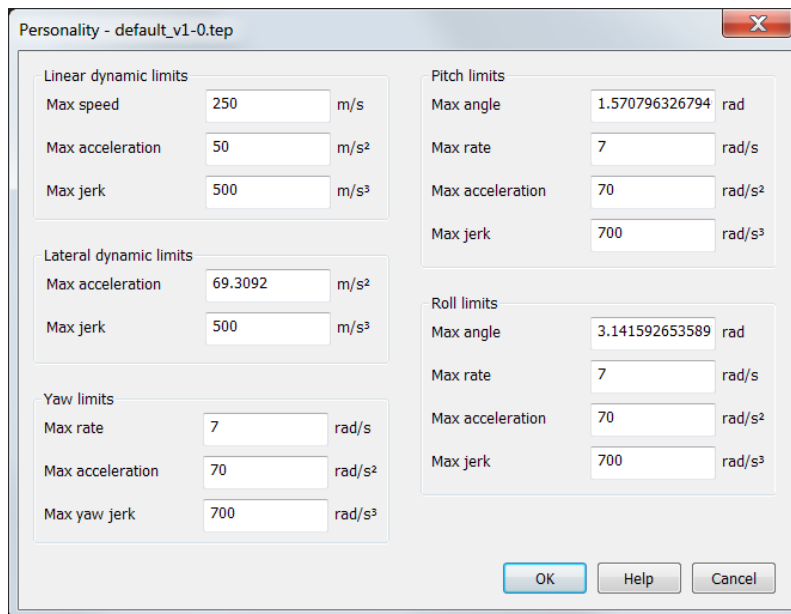 Personality - default_v1-0.tep
Linear dynamic limits
Max speed 250 m/s
Max acceleration 50 m/s²
Max jerk 500 m/s³
Lateral dynamic limits
Max acceleration 69.3092 m/s²
Max jerk 500 m/s³
Yaw limits
Max rate 7 rad/s
Max acceleration 70 rad/s²
Max yaw jerk 700 rad/s³
Pitch limits
Max angle 1.570796326794 rad
Max rate 7 rad/s
Max acceleration 70 rad/s²
Max jerk 700 rad/s³
Roll limits
Max angle 3.141592653589 rad
Max rate 7 rad/s
Max acceleration 70 rad/s²
Max jerk 700 rad/s³
OK Help Cancel